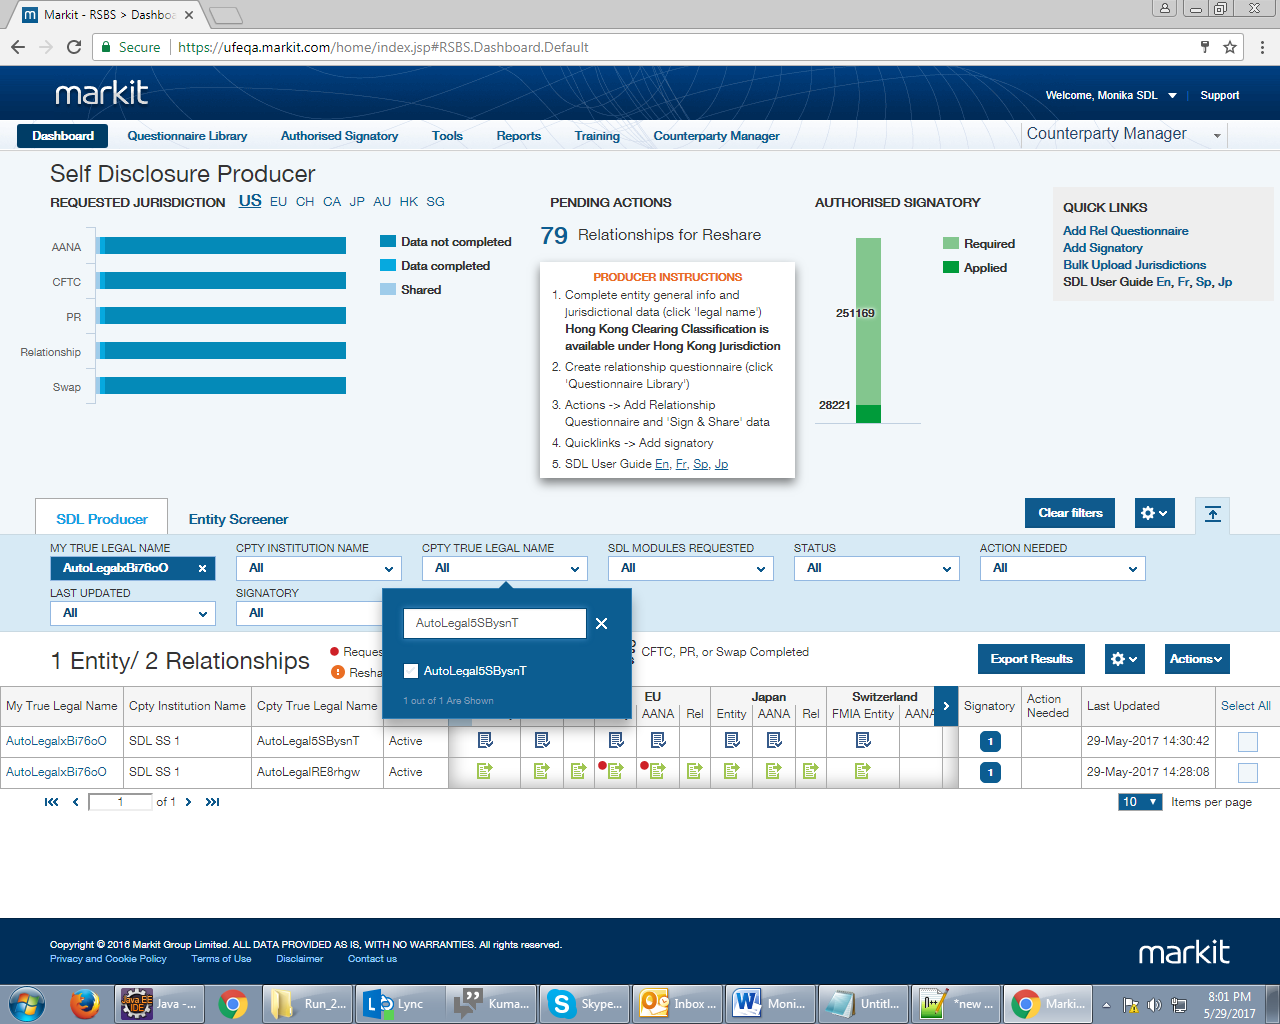 Markit - RSBS > Dashboa
Secure https://ufeqa.markit.com/home/index.jsp#RSBS.Dashboard.Default
markit
Welcome, Monika SDL Support
Dashboard Questionnaire Library Authorised Signatory Tools Reports Training Counterparty Manager Counterparty Manager
Self Disclosure Producer
REQUESTED JURISDICTION US EU CH CA JP AU HK SG
AANA
CFTC
PR
Relationship
Swap
Data not completed
Data completed
Shared
PENDING ACTIONS
79 Relationships for Reshare
PRODUCER INSTRUCTIONS
1. Complete entity general info and
jurisdictional data (click 'legal name')
Hong Kong Clearing Classification is
available under Hong Kong Jurisdiction
2. Create relationship questionnaire (click
'Questionnaire Library')
3. Actions -> Add Relationship
Questionnaire and 'Sign & Share' data
4. Quicklinks -> Add signatory
5. SDL User Guide En, Fr, Sp, Jp
AUTHORISED SIGNATORY
251169
28221
Required
Applied
QUICK LINKS
Add Rel Questionnaire
Add Signatory
Bulk Upload Jurisdictions
SDL User Guide En, Fr, Sp, Jp
SDL Producer Entity Screener
Clear filters
MY TRUE LEGAL NAME CPTY INSTITUTION NAME CPTY TRUE LEGAL NAME SDL MODULES REQUESTED STATUS ACTION NEEDED
AutoLegalxBi76oO All All All All All
LAST UPDATED SIGNATORY
All All
AutoLegal5SBysnT
AutoLegal5SBysnT
1 out of 1 Are Shown
1 Entity/ 2 Relationships
Reques
Resha
CFTC, PR, or Swap Completed
Export Results Actions
EU Japan Switzerland
My True Legal Name Cpty Institution Name Cpty True Legal Name AANA Rel Entity AANA Rel FMIA Entity AANA Signatory Action Needed Last Updated Select All
AutoLegalxBi76oO SDL SS 1 AutoLegal5SBysnT Active 1 29-May-2017 14:30:42
AutoLegalxBi76oO SDL SS 1 AutoLegalRE8rhgw Active 1 29-May-2017 14:28:08
1 of 1
10 Items per page
Copyright © 2016 Markit Group Limited. ALL DATA PROVIDED AS IS, WITH NO WARRANTIES. All rights reserved.
Privacy and Cookie Policy Terms of Use Disclaimer Contact us
markit
Java -... Run_2... Lync Kuma... Skype... Inbox ... Moni... Untitl... *new ... Marki...
8:01 PM
5/29/2017